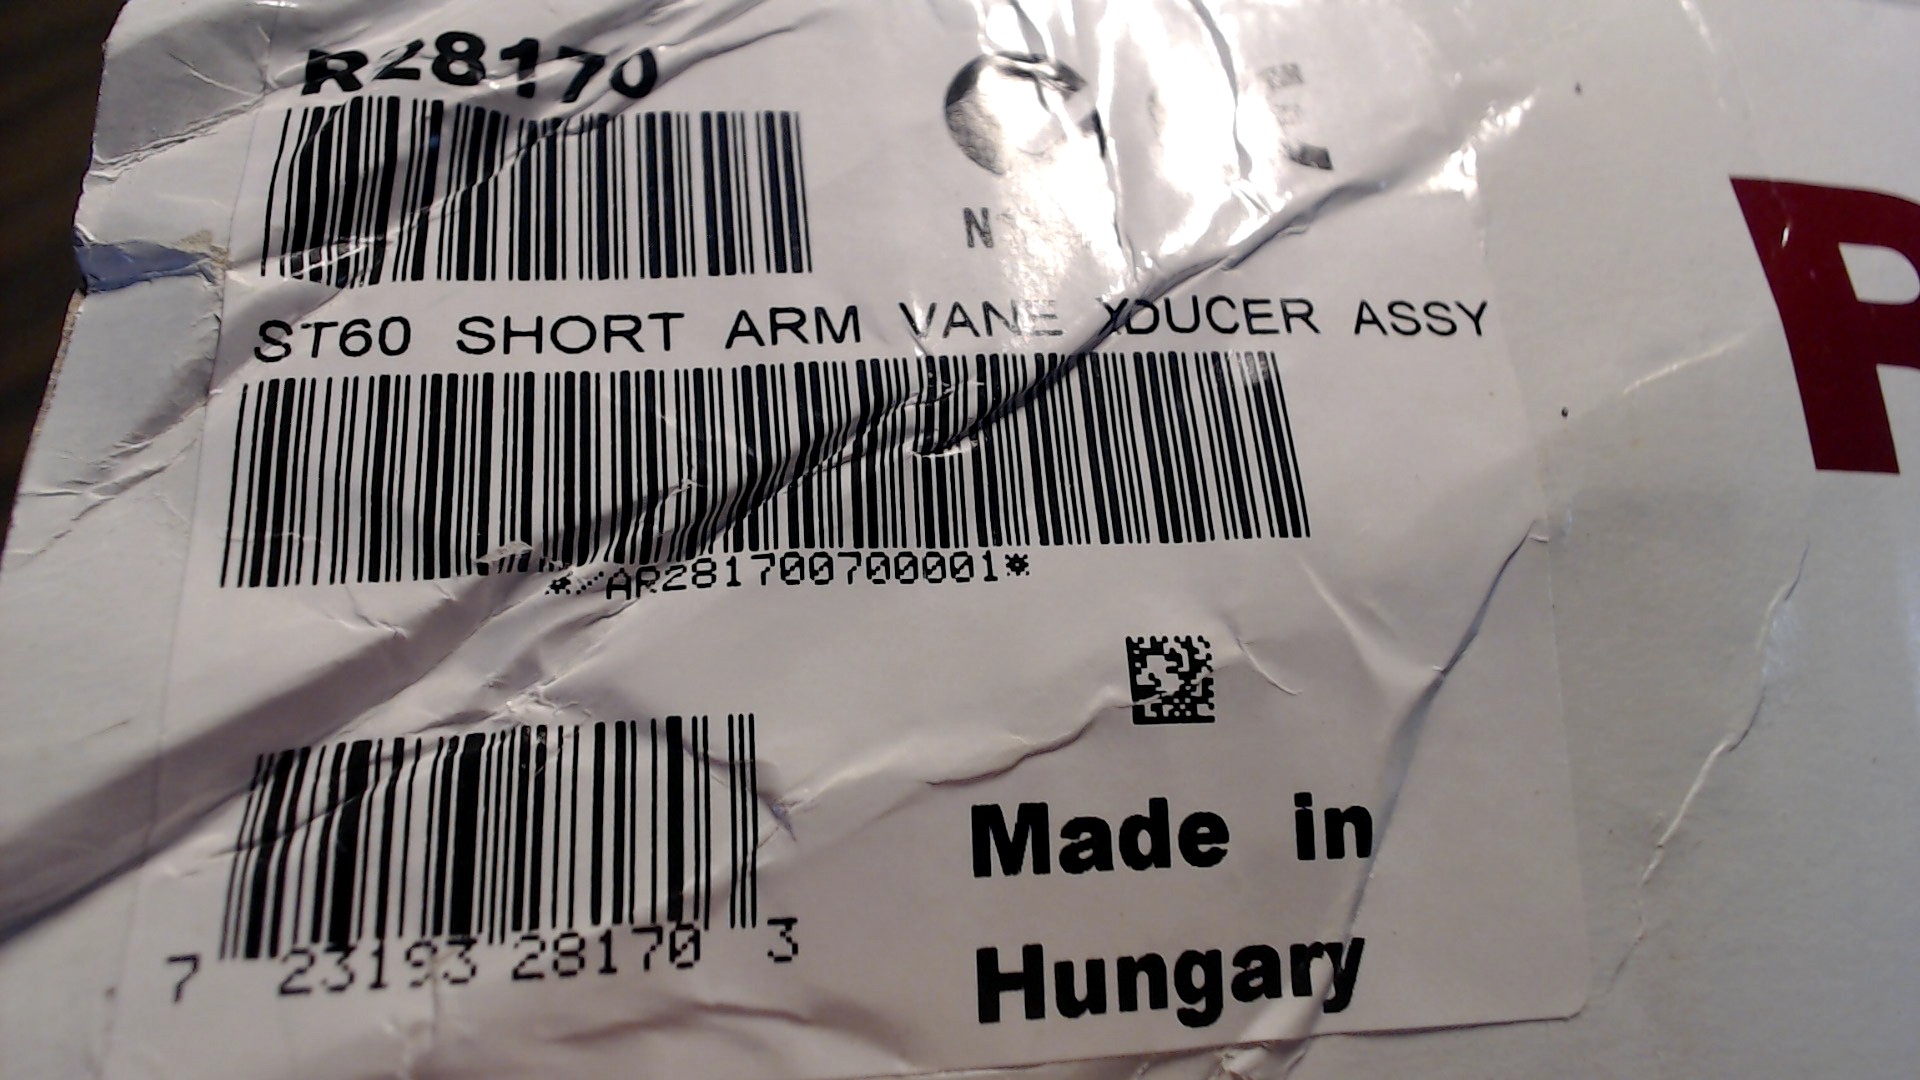 R28170
ST60 SHORT ARM VANE XDUCER ASSY
*AR281700700001*
Made in
Hungary
7 23193 28170 3